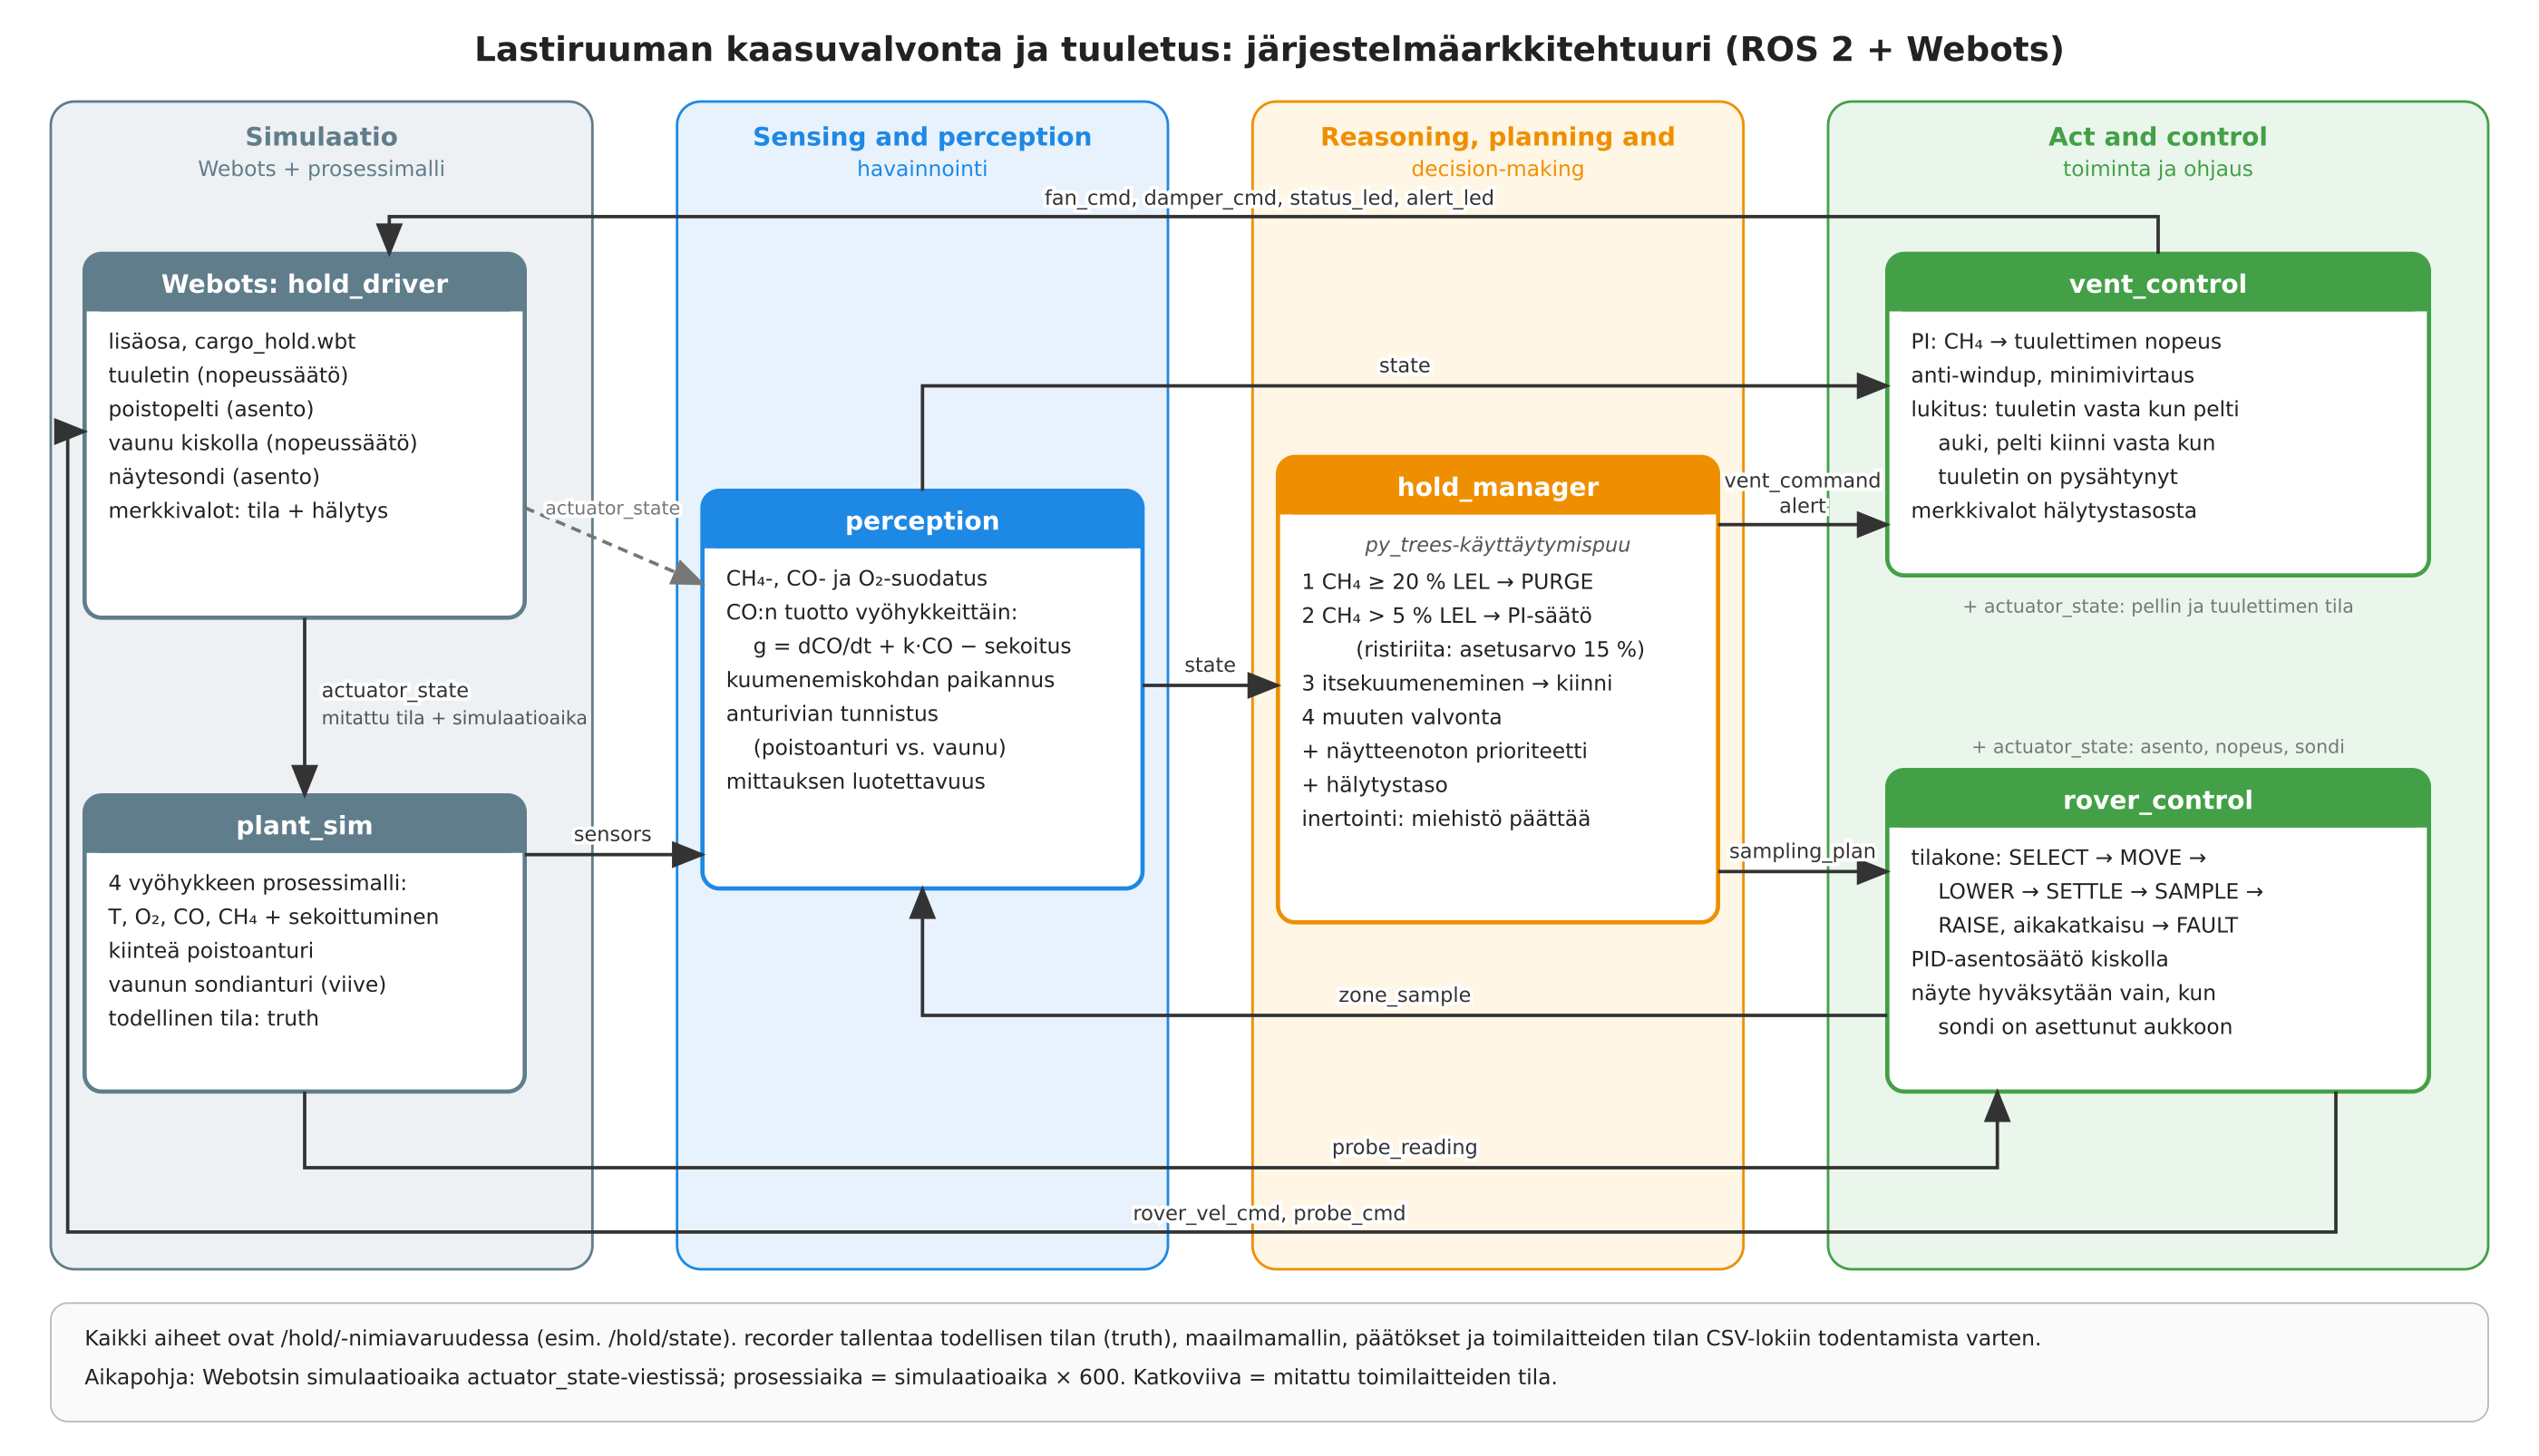 Lastiruuman kaasuvalvonta ja tuuletus: järjestelmäarkkitehtuuri (ROS 2 + Webots)
Simulaatio
Webots + prosessimalli
Sensing and perception
havainnointi
Reasoning, planning and
decision-making
Act and control
toiminta ja ohjaus
fan_cmd, damper_cmd, status_led, alert_led
Webots: hold_driver
lisäosa, cargo_hold.wbt
tuuletin (nopeussäätö)
poistopelti (asento)
vaunu kiskolla (nopeussäätö)
näytesondi (asento)
merkkivalot: tila + hälytys
actuator_state
actuator_state
mitattu tila + simulaatioaika
plant_sim
4 vyöhykkeen prosessimalli:
T, O₂, CO, CH₄ + sekoittuminen
kiinteä poistoanturi
vaunun sondianturi (viive)
todellinen tila: truth
sensors
perception
CH₄-, CO- ja O₂-suodatus
CO:n tuotto vyöhykkeittäin:
g = dCO/dt + k·CO − sekoitus
kuumenemiskohdan paikannus
anturivian tunnistus
(poistoanturi vs. vaunu)
mittauksen luotettavuus
state
state
hold_manager
py_trees-käyttäytymispuu
1 CH₄ ≥ 20 % LEL → PURGE
2 CH₄ > 5 % LEL → PI-säätö
(ristiriita: asetusarvo 15 %)
3 itsekuumeneminen → kiinni
4 muuten valvonta
+ näytteenoton prioriteetti
+ hälytystaso
inertointi: miehistö päättää
vent_command
alert
sampling_plan
vent_control
PI: CH₄ → tuulettimen nopeus
anti-windup, minimivirtaus
lukitus: tuuletin vasta kun pelti
auki, pelti kiinni vasta kun
tuuletin on pysähtynyt
merkkivalot hälytystasosta
+ actuator_state: pellin ja tuulettimen tila
+ actuator_state: asento, nopeus, sondi
rover_control
tilakone: SELECT → MOVE →
LOWER → SETTLE → SAMPLE →
RAISE, aikakatkaisu → FAULT
PID-asentosäätö kiskolla
näyte hyväksytään vain, kun
sondi on asettunut aukkoon
zone_sample
probe_reading
rover_vel_cmd, probe_cmd
Kaikki aiheet ovat /hold/-nimiavaruudessa (esim. /hold/state). recorder tallentaa todellisen tilan (truth), maailmamallin, päätökset ja toimilaitteiden tilan CSV-lokiin todentamista varten.
Aikapohja: Webotsin simulaatioaika actuator_state-viestissä; prosessiaika = simulaatioaika × 600. Katkoviiva = mitattu toimilaitteiden tila.